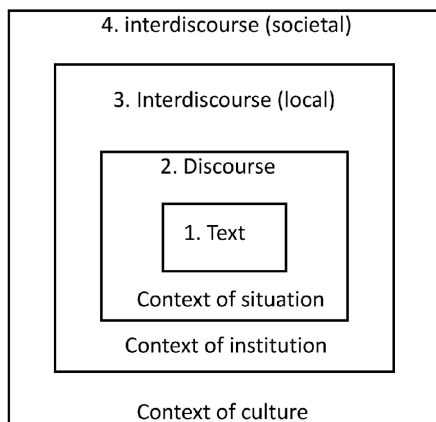 4. interdiscourse (societal)
3. Interdiscourse (local)
2. Discourse
1. Text
Context of situation
Context of institution
Context of culture